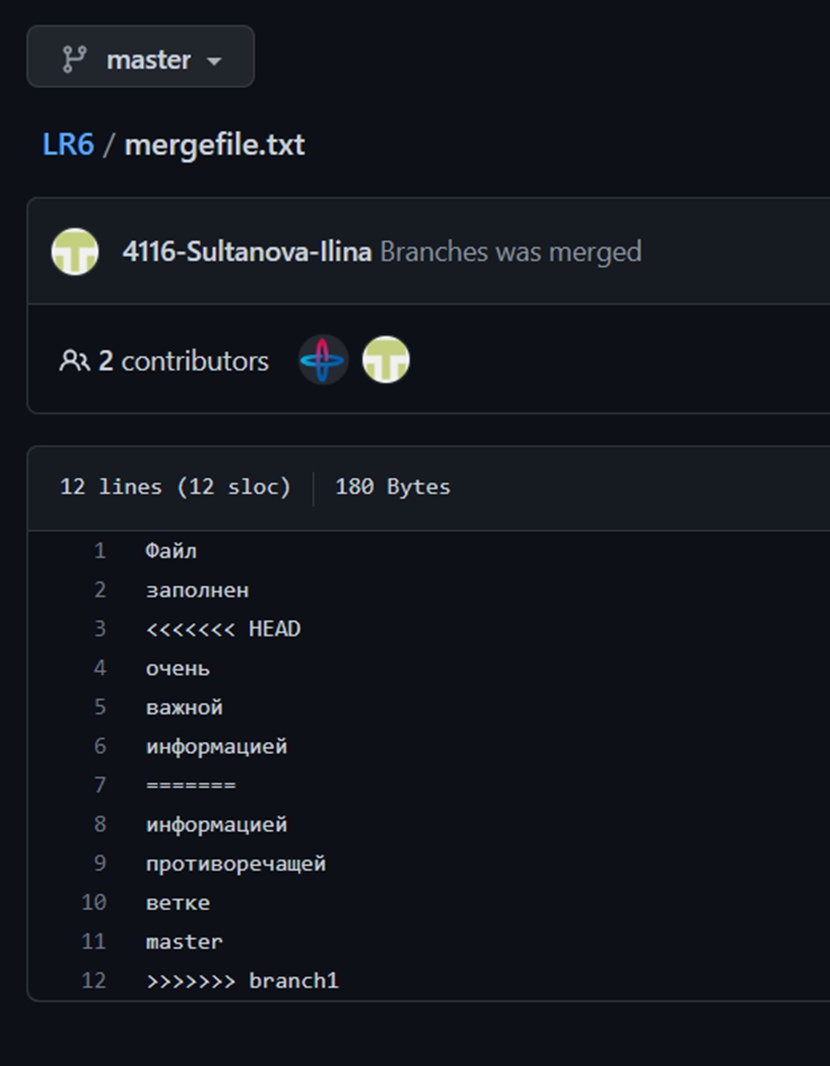 master
LR6 / mergefile.txt
4116-Sultanova-Ilina Branches was merged
2 contributors
12 lines (12 sloc) 180 Bytes
1 Файл
2 заполнен
3 <<<<<<< HEAD
4 очень
5 важной
6 информацией
7 =======
8 информацией
9 противоречащей
10 ветке
11 master
12 >>>>>>> branch1